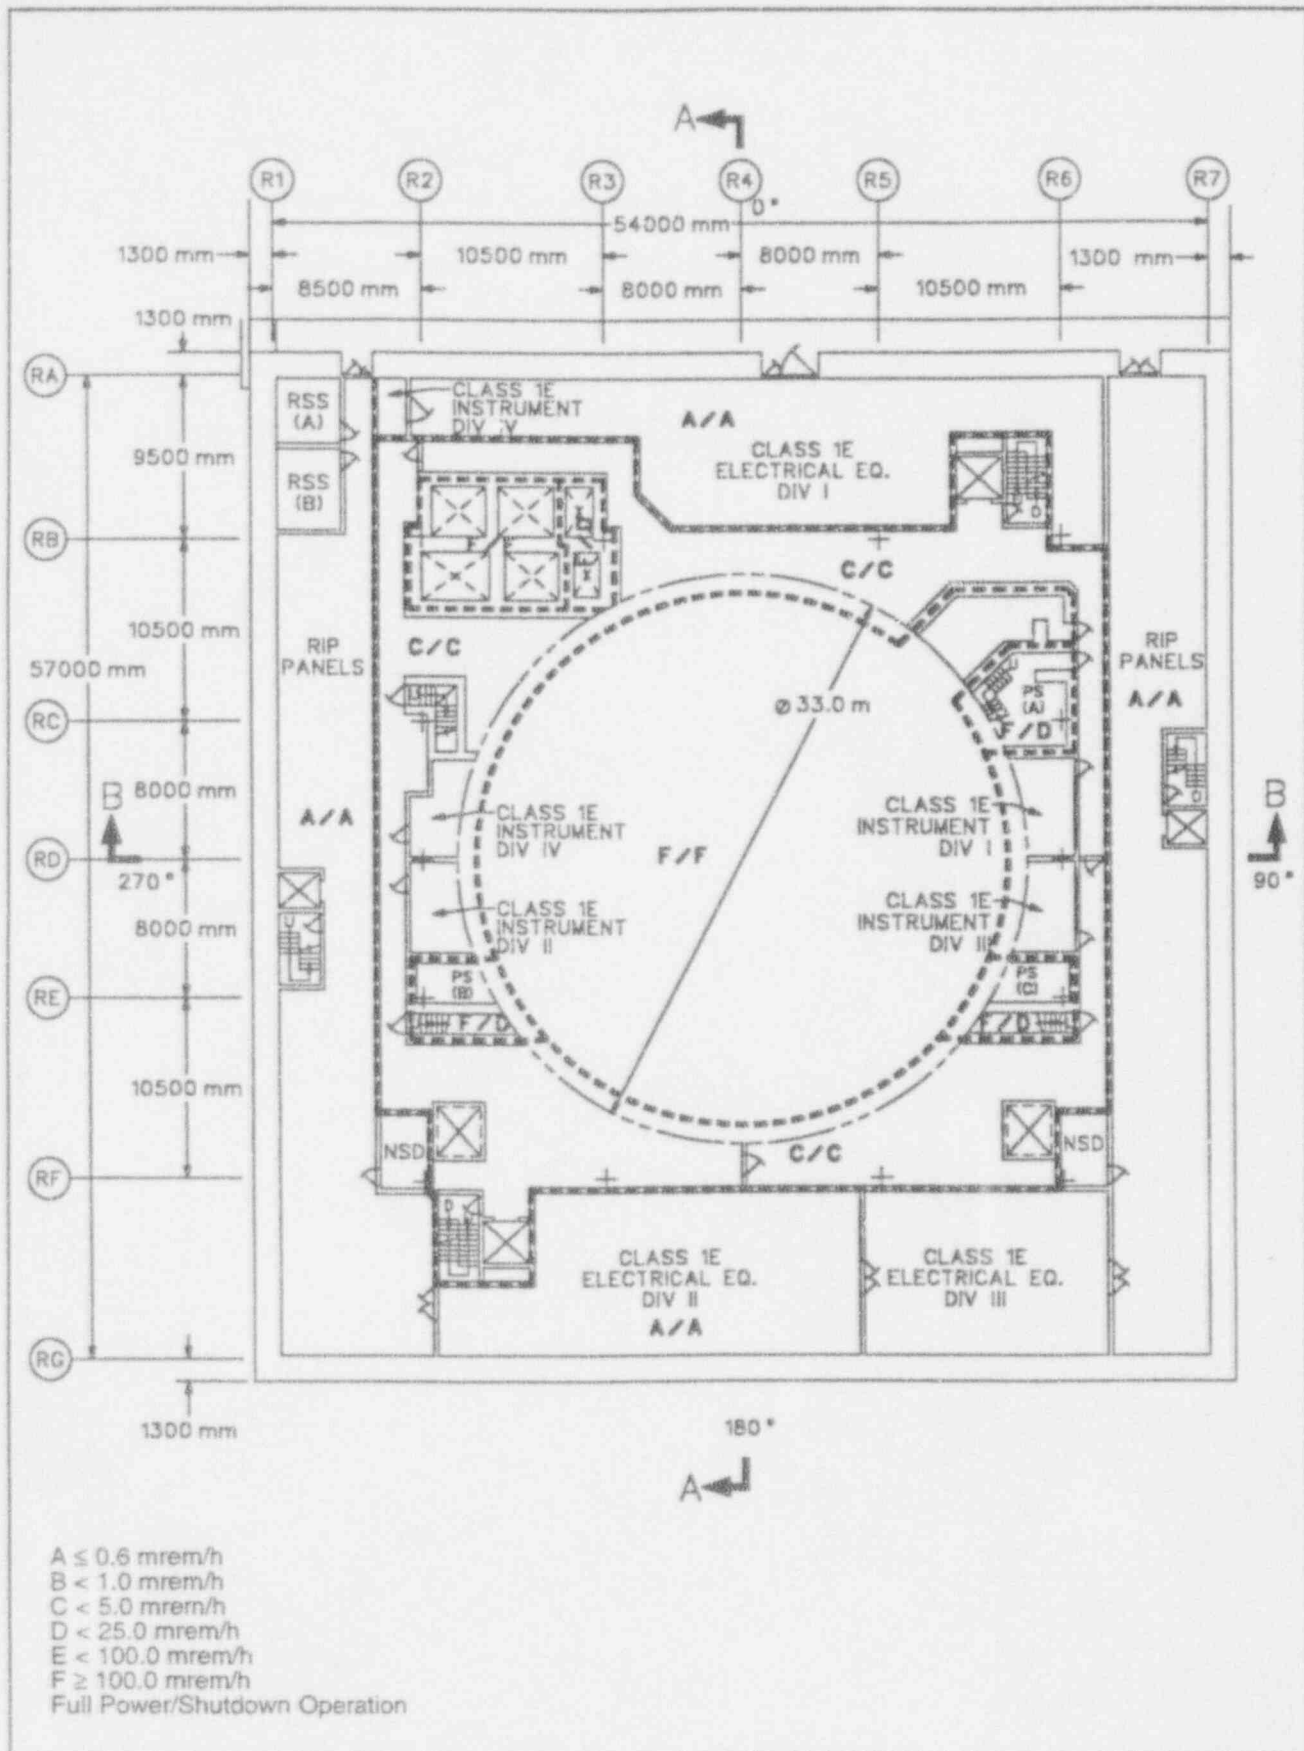 A
R1
R2
R3
R4
R5
R6
R7
0°
54000 mm
1300 mm
10500 mm
8000 mm
1300 mm
8500 mm
8000 mm
10500 mm
1300 mm
RA
RSS
(A)
CLASS 1E
INSTRUMENT
DIV IV
A/A
CLASS 1E
ELECTRICAL EQ.
DIV I
9500 mm
RSS
(B)
D
RB
F
F/D
C/C
10500 mm
RIP
PANELS
C/C
RIP
PANELS
A/A
57000 mm
U
PS
(A)
F/D
RC
ø 33.0 m
8000 mm
B
A/A
CLASS 1E
INSTRUMENT
DIV IV
F/F
CLASS 1E
INSTRUMENT
DIV I
D
B
RD
270°
90°
8000 mm
U
CLASS 1E
INSTRUMENT
DIV II
CLASS 1E
INSTRUMENT
DIV III
RE
PS
(B)
PS
(C)
F/D
F/D
10500 mm
NSD
C/C
NSD
RF
D
CLASS 1E
ELECTRICAL EQ.
DIV II
A/A
CLASS 1E
ELECTRICAL EQ.
DIV III
RG
1300 mm
180°
A
A ≤ 0.6 mrem/h
B < 1.0 mrem/h
C < 5.0 mrem/h
D < 25.0 mrem/h
E < 100.0 mrem/h
F ≥ 100.0 mrem/h
Full Power/Shutdown Operation